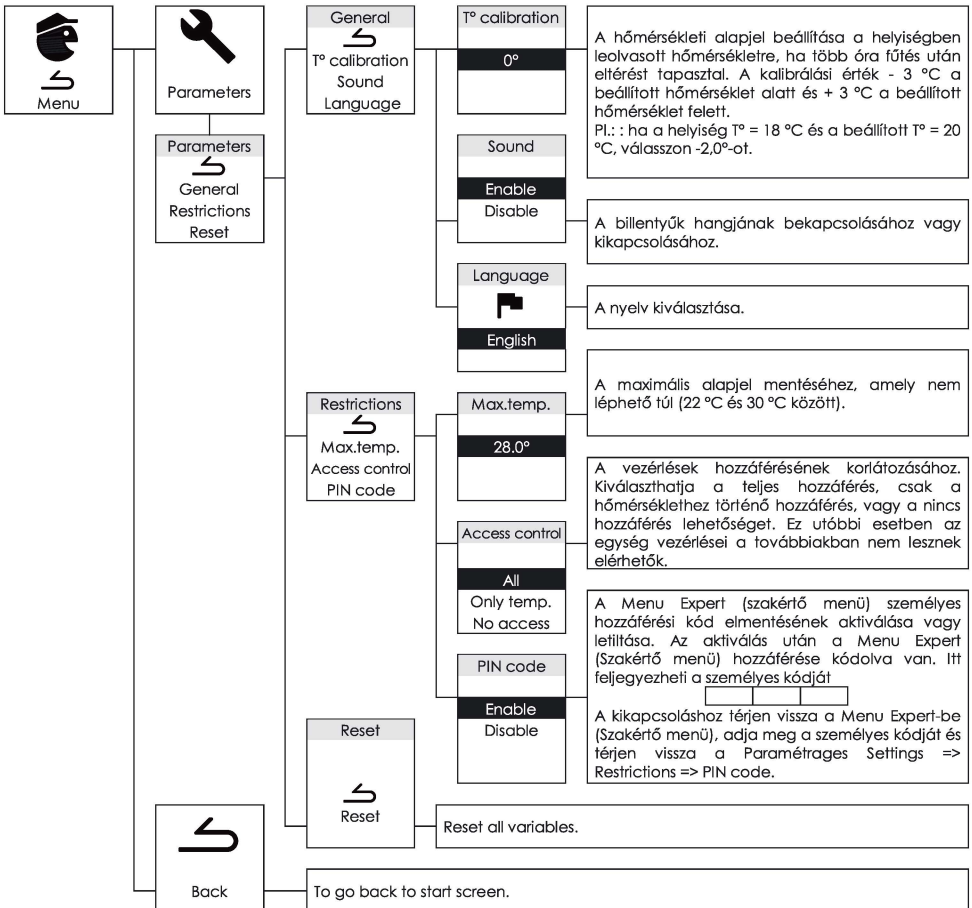 Menu
Parameters
Parameters
General
Restrictions
Reset
General
T° calibration
Sound
Language
T° calibration
0°
A hőmérsékleti alapjel beállítása a helyiségben
leolvasott hőmérsékletre, ha több óra fűtés után
eltérést tapasztal. A kalibrálási érték - 3 °C a
beállított hőmérséklet alatt és + 3 °C a beállított
hőmérséklet felett.
Pl.: : ha a helyiség T° = 18 °C és a beállított T° = 20
°C, válasszon -2,0°-ot.
Sound
Enable
Disable
A billentyűk hangjának bekapcsolásához vagy
kikapcsolásához.
Language
English
A nyelv kiválasztása.
Restrictions
Max.temp.
Access control
PIN code
Max.temp.
28.0°
A maximális alapjel mentéséhez, amely nem
léphető túl (22 °C és 30 °C között).
Access control
All
Only temp.
No access
A vezérlések hozzáférésének korlátozásához.
Kiválaszthatja a teljes hozzáférés, csak a
hőmérséklethez történő hozzáférés, vagy a nincs
hozzáférés lehetőséget. Ez utóbbi esetben az
egység vezérlései a továbbiakban nem lesznek
elérhetők.
PIN code
Enable
Disable
A Menu Expert (szakértő menü) személyes
hozzáférési kód elmentésének aktiválása vagy
letiltása. Az aktiválás után a Menu Expert
(Szakértő menü) hozzáférése kódolva van. Itt
feljegyezheti a személyes kódját
A kikapcsoláshoz térjen vissza a Menu Expert-be
(Szakértő menü), adja meg a személyes kódját és
térjen vissza a Paramétrages Settings =>
Restrictions => PIN code.
Reset
Reset
Reset all variables.
Back
To go back to start screen.